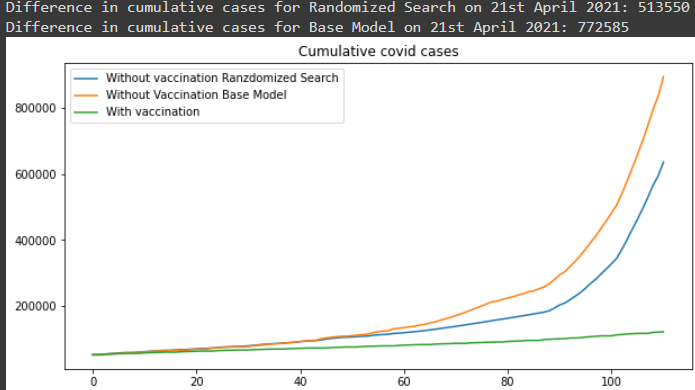 Difference in cumulative cases for Randomized Search on 21st April 2021: 513550
Difference in cumulative cases for Base Model on 21st April 2021: 772585
Cumulative covid cases
Without vaccination Ranzdomized Search
Without Vaccination Base Model
With vaccination
800000
600000
400000
200000
0 20 40 60 80 100